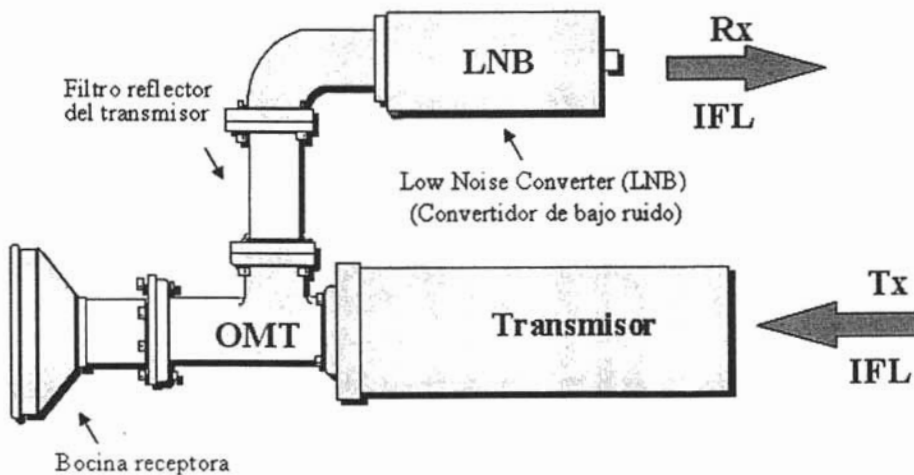 LNB
Rx
IFL
Filtro reflector
del transmisor
Low Noise Converter (LNB)
(Convertidor de bajo ruido)
OMT
Transmisor
Tx
IFL
Bocina receptora